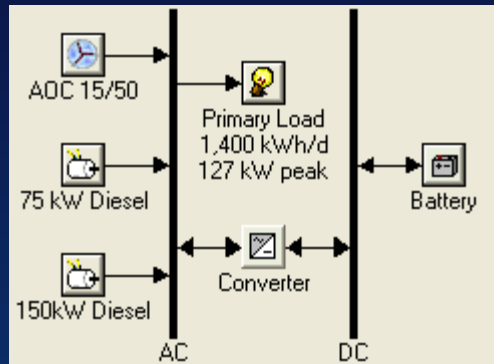 AOC 15/50
Primary Load
1,400 kWh/d
127 kW peak
75 kW Diesel
Battery
Converter
150kW Diesel
AC
DC